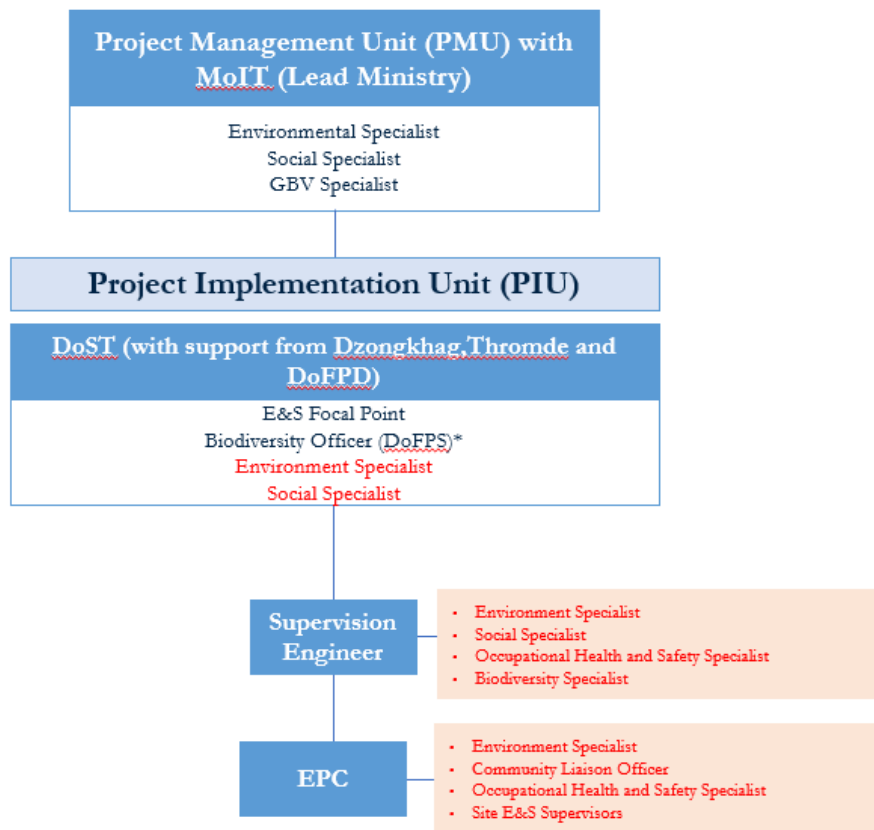 Project Management Unit (PMU) with
MoIT (Lead Ministry)
Environmental Specialist
Social Specialist
GBV Specialist
Project Implementation Unit (PIU)
DoST (with support from Dzongkhag,Thromde and
DoFPD)
E&S Focal Point
Biodiversity Officer (DoFPS)*
Environment Specialist
Social Specialist
Supervision
Engineer
• Environment Specialist
• Social Specialist
• Occupational Health and Safety Specialist
• Biodiversity Specialist
EPC
• Environment Specialist
• Community Liaison Officer
• Occupational Health and Safety Specialist
• Site E&S Supervisors